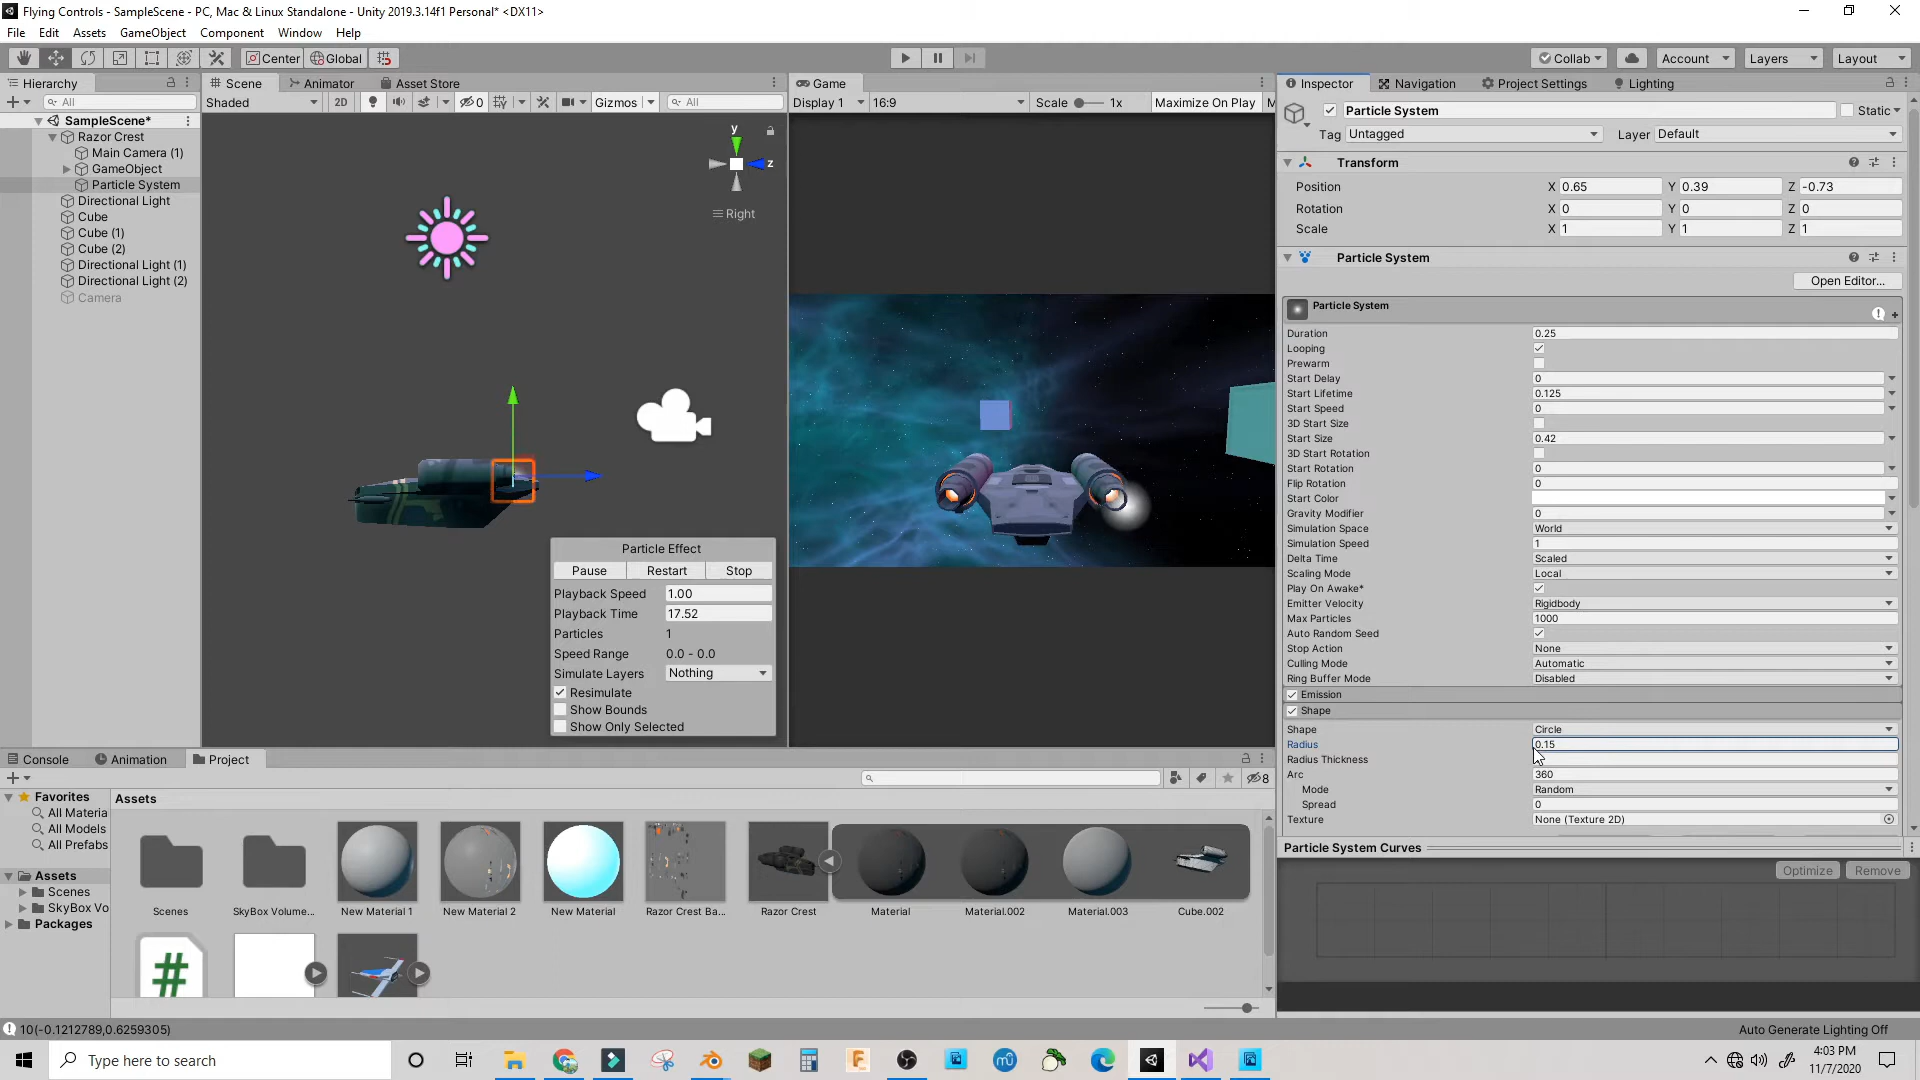 Flying Controls - SampleScene - PC, Mac & Linux Standalone - Unity 2019.3.14f1 Personal* <DX11>
File Edit Assets GameObject Component Window Help
Center Global Collab Account Layers Layout
Hierarchy
All
SampleScene*
Razor Crest
Main Camera (1)
GameObject
Particle System
Directional Light
Cube
Cube (1)
Cube (2)
Directional Light (1)
Directional Light (2)
Camera
Scene Animator Asset Store
Shaded 2D 0 Gizmos All
y
z
Right
Particle Effect
Pause Restart Stop
Playback Speed 1.00
Playback Time 17.52
Particles 1
Speed Range 0.0 - 0.0
Simulate Layers Nothing
Resimulate
Show Bounds
Show Only Selected
Game
Display 1 16:9 Scale 1x Maximize On Play M
Inspector Navigation Project Settings Lighting
Particle System Static
Tag Untagged Layer Default
Transform
Position X 0.65 Y 0.39 Z -0.73
Rotation X 0 Y 0 Z 0
Scale X 1 Y 1 Z 1
Particle System
Open Editor...
Particle System
Duration 0.25
Looping
Prewarm
Start Delay 0
Start Lifetime 0.125
Start Speed 0
3D Start Size
Start Size 0.42
3D Start Rotation
Start Rotation 0
Flip Rotation 0
Start Color
Gravity Modifier 0
Simulation Space World
Simulation Speed 1
Delta Time Scaled
Scaling Mode Local
Play On Awake*
Emitter Velocity Rigidbody
Max Particles 1000
Auto Random Seed
Stop Action None
Culling Mode Automatic
Ring Buffer Mode Disabled
Emission
Shape
Shape Circle
Radius 0.15
Radius Thickness
Arc 360
Mode Random
Spread 0
Texture None (Texture 2D)
Particle System Curves
Optimize Remove
Console Animation Project
8
Favorites
All Materia
All Models
All Prefabs
Assets
Scenes
SkyBox Vo
Packages
Assets
Scenes SkyBox Volume... New Material 1 New Material 2 New Material Razor Crest Ba... Razor Crest Material Material.002 Material.003 Cube.002
#
10(-0.1212789,0.6259305)
Auto Generate Lighting Off
Type here to search
4:03 PM
11/7/2020